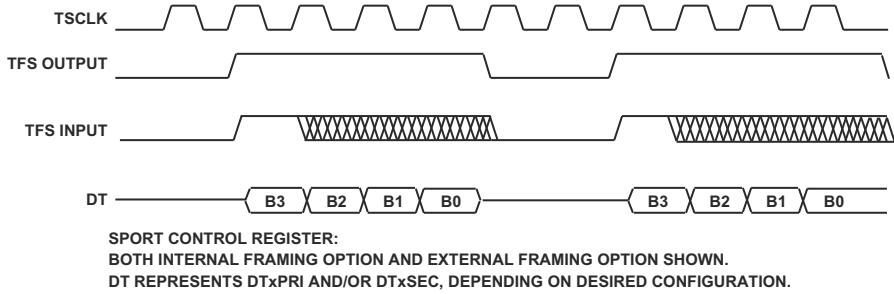 TSCLK
TFS OUTPUT
TFS INPUT
DT B3 B2 B1 B0 B3 B2 B1 B0
SPORT CONTROL REGISTER:
BOTH INTERNAL FRAMING OPTION AND EXTERNAL FRAMING OPTION SHOWN.
DT REPRESENTS DTxPRI AND/OR DTxSEC, DEPENDING ON DESIRED CONFIGURATION.